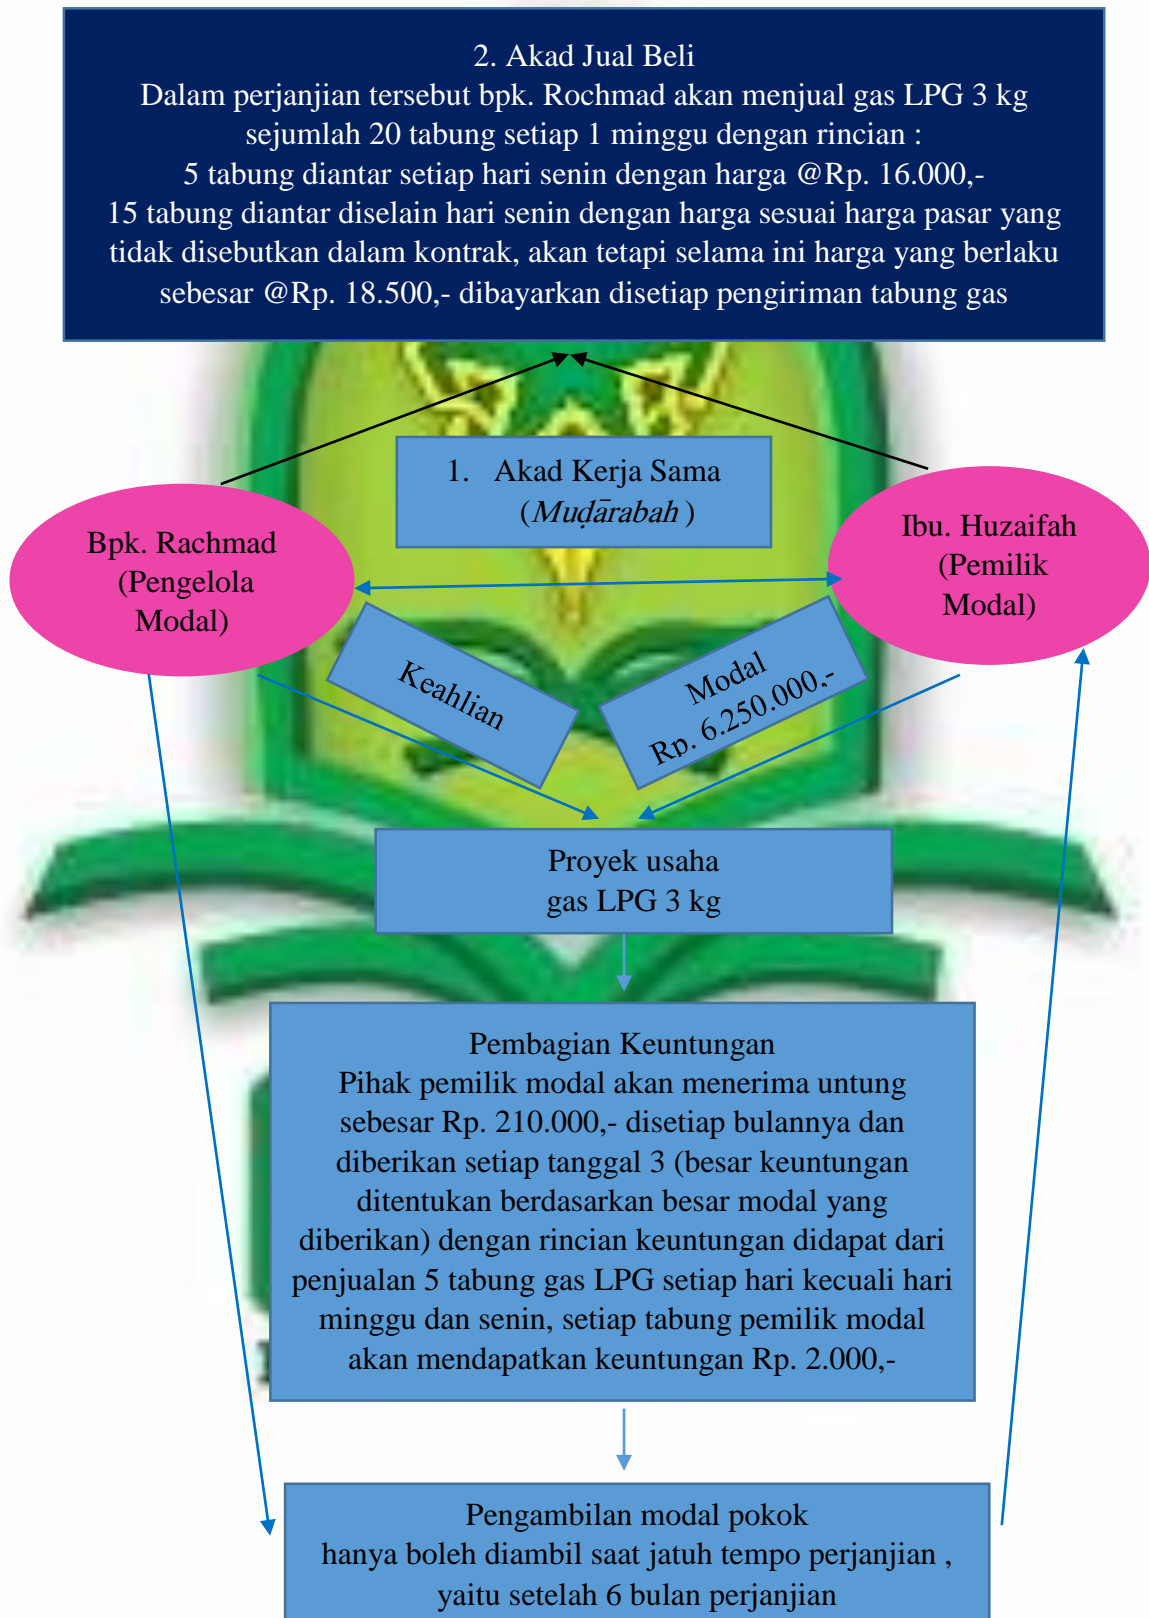 2. Akad Jual Beli
Dalam perjanjian tersebut bpk. Rochmad akan menjual gas LPG 3 kg
sejumlah 20 tabung setiap 1 minggu dengan rincian :
5 tabung diantar setiap hari senin dengan harga @Rp. 16.000,-
15 tabung diantar diselain hari senin dengan harga sesuai harga pasar yang
tidak disebutkan dalam kontrak, akan tetapi selama ini harga yang berlaku
sebesar @Rp. 18.500,- dibayarkan disetiap pengiriman tabung gas
1. Akad Kerja Sama
(Muḍārabah )
Bpk. Rachmad
(Pengelola
Modal)
Ibu. Huzaifah
(Pemilik
Modal)
Keahlian
Modal
Rp. 6.250.000,-
Proyek usaha
gas LPG 3 kg
Pembagian Keuntungan
Pihak pemilik modal akan menerima untung
sebesar Rp. 210.000,- disetiap bulannya dan
diberikan setiap tanggal 3 (besar keuntungan
ditentukan berdasarkan besar modal yang
diberikan) dengan rincian keuntungan didapat dari
penjualan 5 tabung gas LPG setiap hari kecuali hari
minggu dan senin, setiap tabung pemilik modal
akan mendapatkan keuntungan Rp. 2.000,-
Pengambilan modal pokok
hanya boleh diambil saat jatuh tempo perjanjian ,
yaitu setelah 6 bulan perjanjian